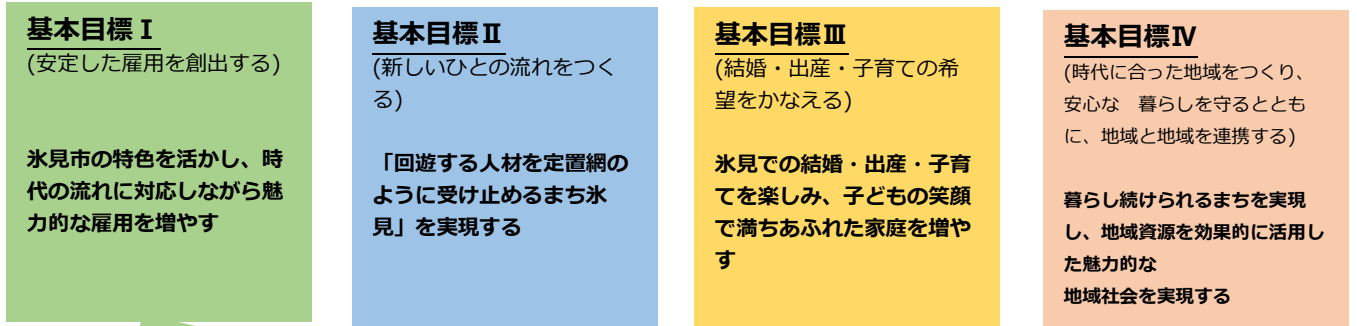 基本目標Ⅰ
(安定した雇用を創出する)
氷見市の特色を活かし、時
代の流れに対応しながら魅
力的な雇用を増やす
基本目標Ⅱ
(新しいひとの流れをつく
る)
「回遊する人材を定置網の
ように受け止めるまち氷
見」を実現する
基本目標Ⅲ
(結婚・出産・子育ての希
望をかなえる)
氷見での結婚・出産・子育
てを楽しみ、子どもの笑顔
で満ちあふれた家庭を増や
す
基本目標Ⅳ
(時代に合った地域をつくり、
安心な　暮らしを守るととも
に、地域と地域を連携する)
暮らし続けられるまちを実現
し、地域資源を効果的に活用し
た魅力的な
地域社会を実現する